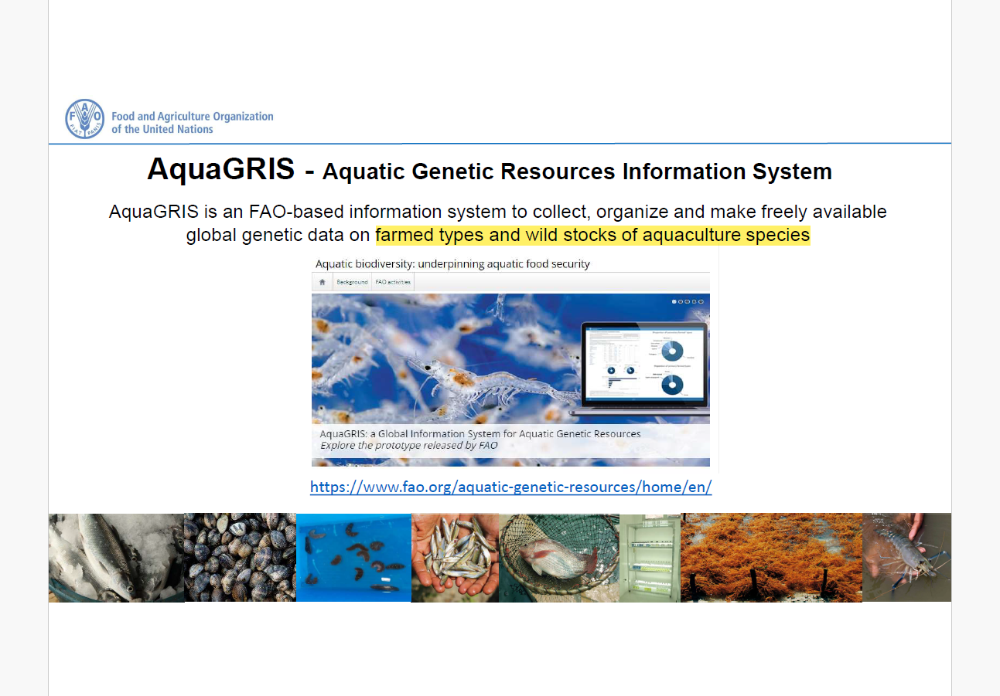 F A O
FIAT PANIS
Food and Agriculture Organization
of the United Nations
AquaGRIS - Aquatic Genetic Resources Information System
AquaGRIS is an FAO-based information system to collect, organize and make freely available
global genetic data on farmed types and wild stocks of aquaculture species
Aquatic biodiversity: underpinning aquatic food security
Background FAO activities
AquaGRIS: a Global Information System for Aquatic Genetic Resources
Explore the prototype released by FAO
https://www.fao.org/aquatic-genetic-resources/home/en/